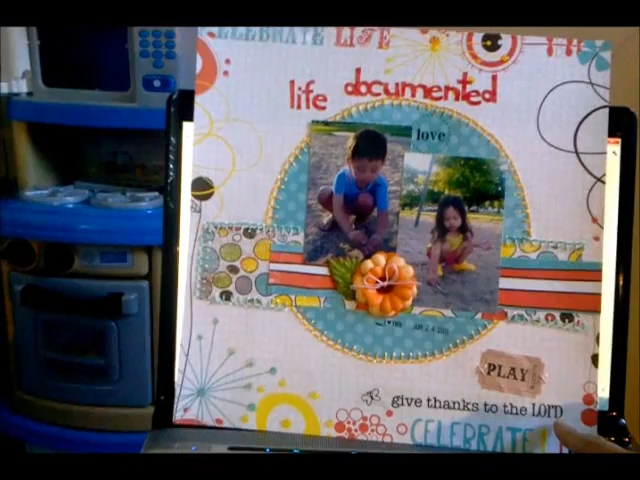 CELEBRATE LIFE
life documented
love
PLAY
give thanks to the LORD
CELEBRATE